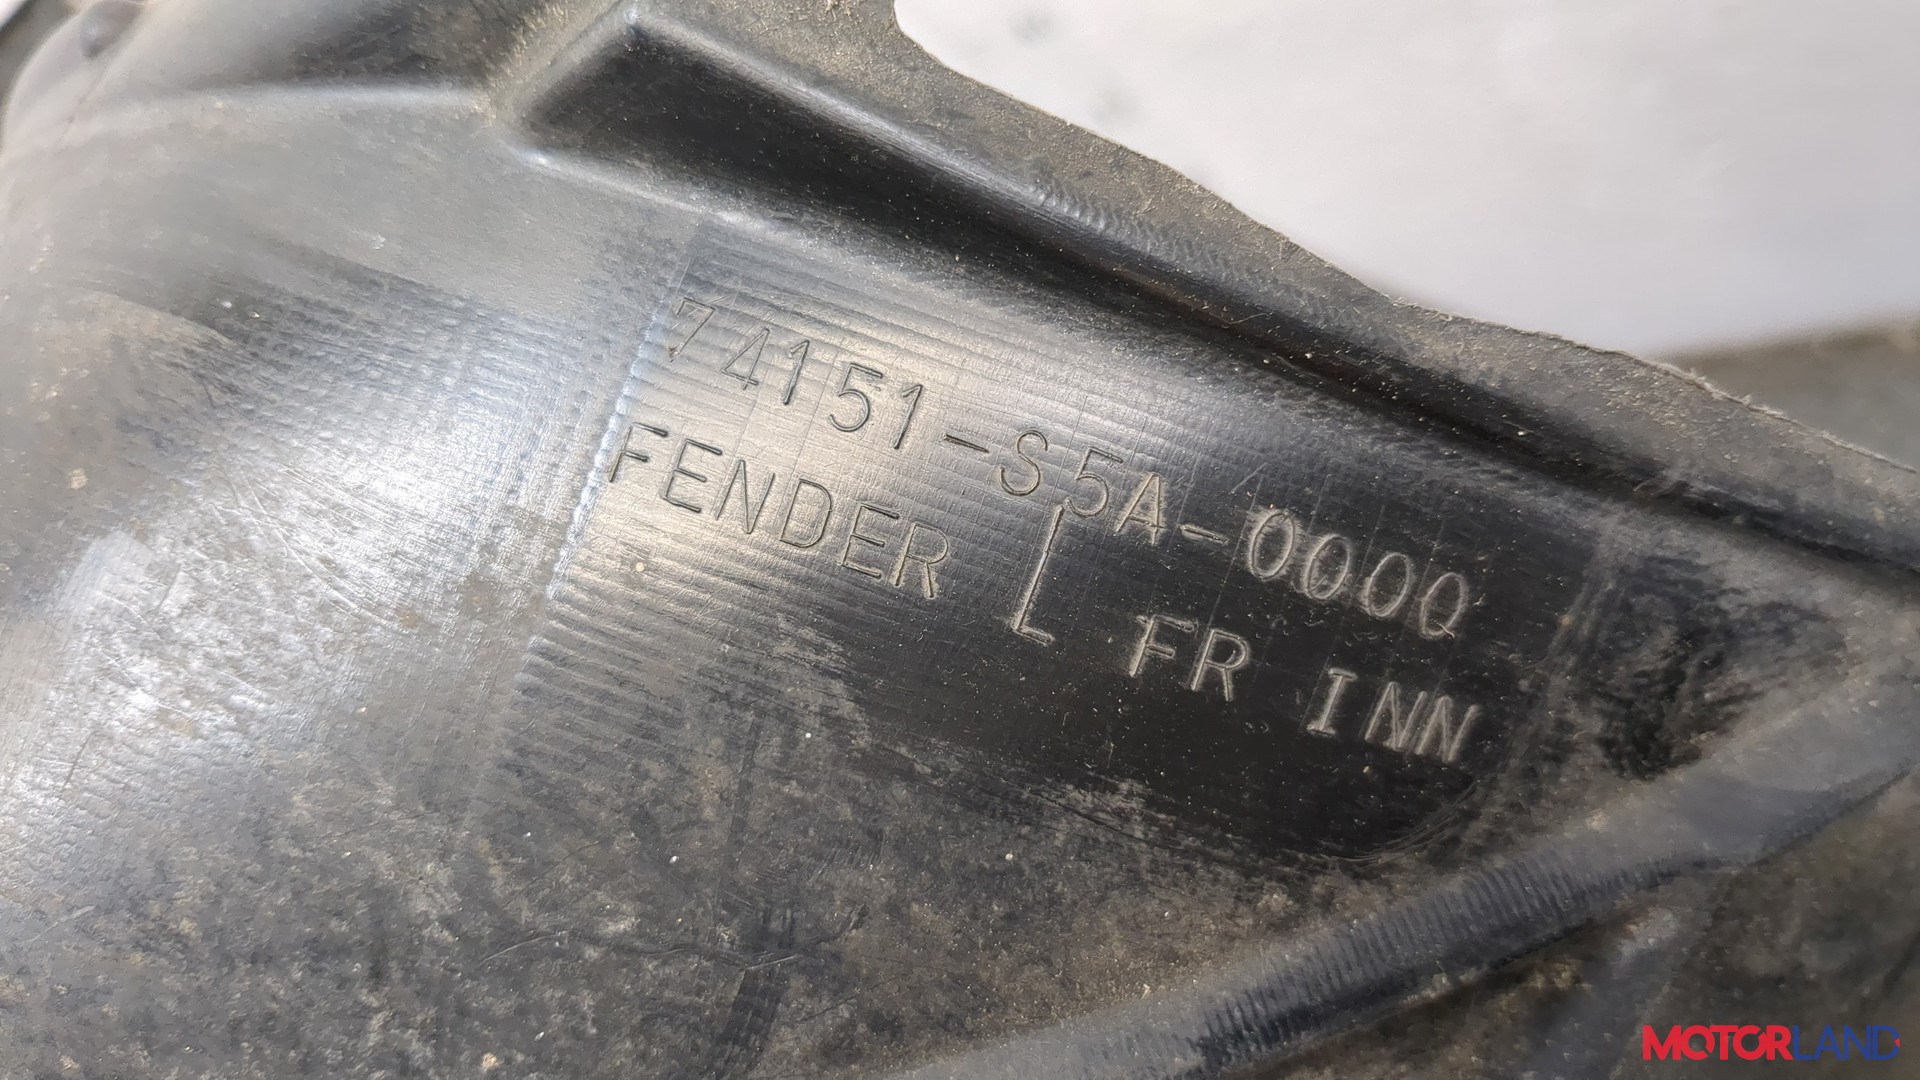 74151-S5A-0000
FENDER L FR INN
MOTORLAND